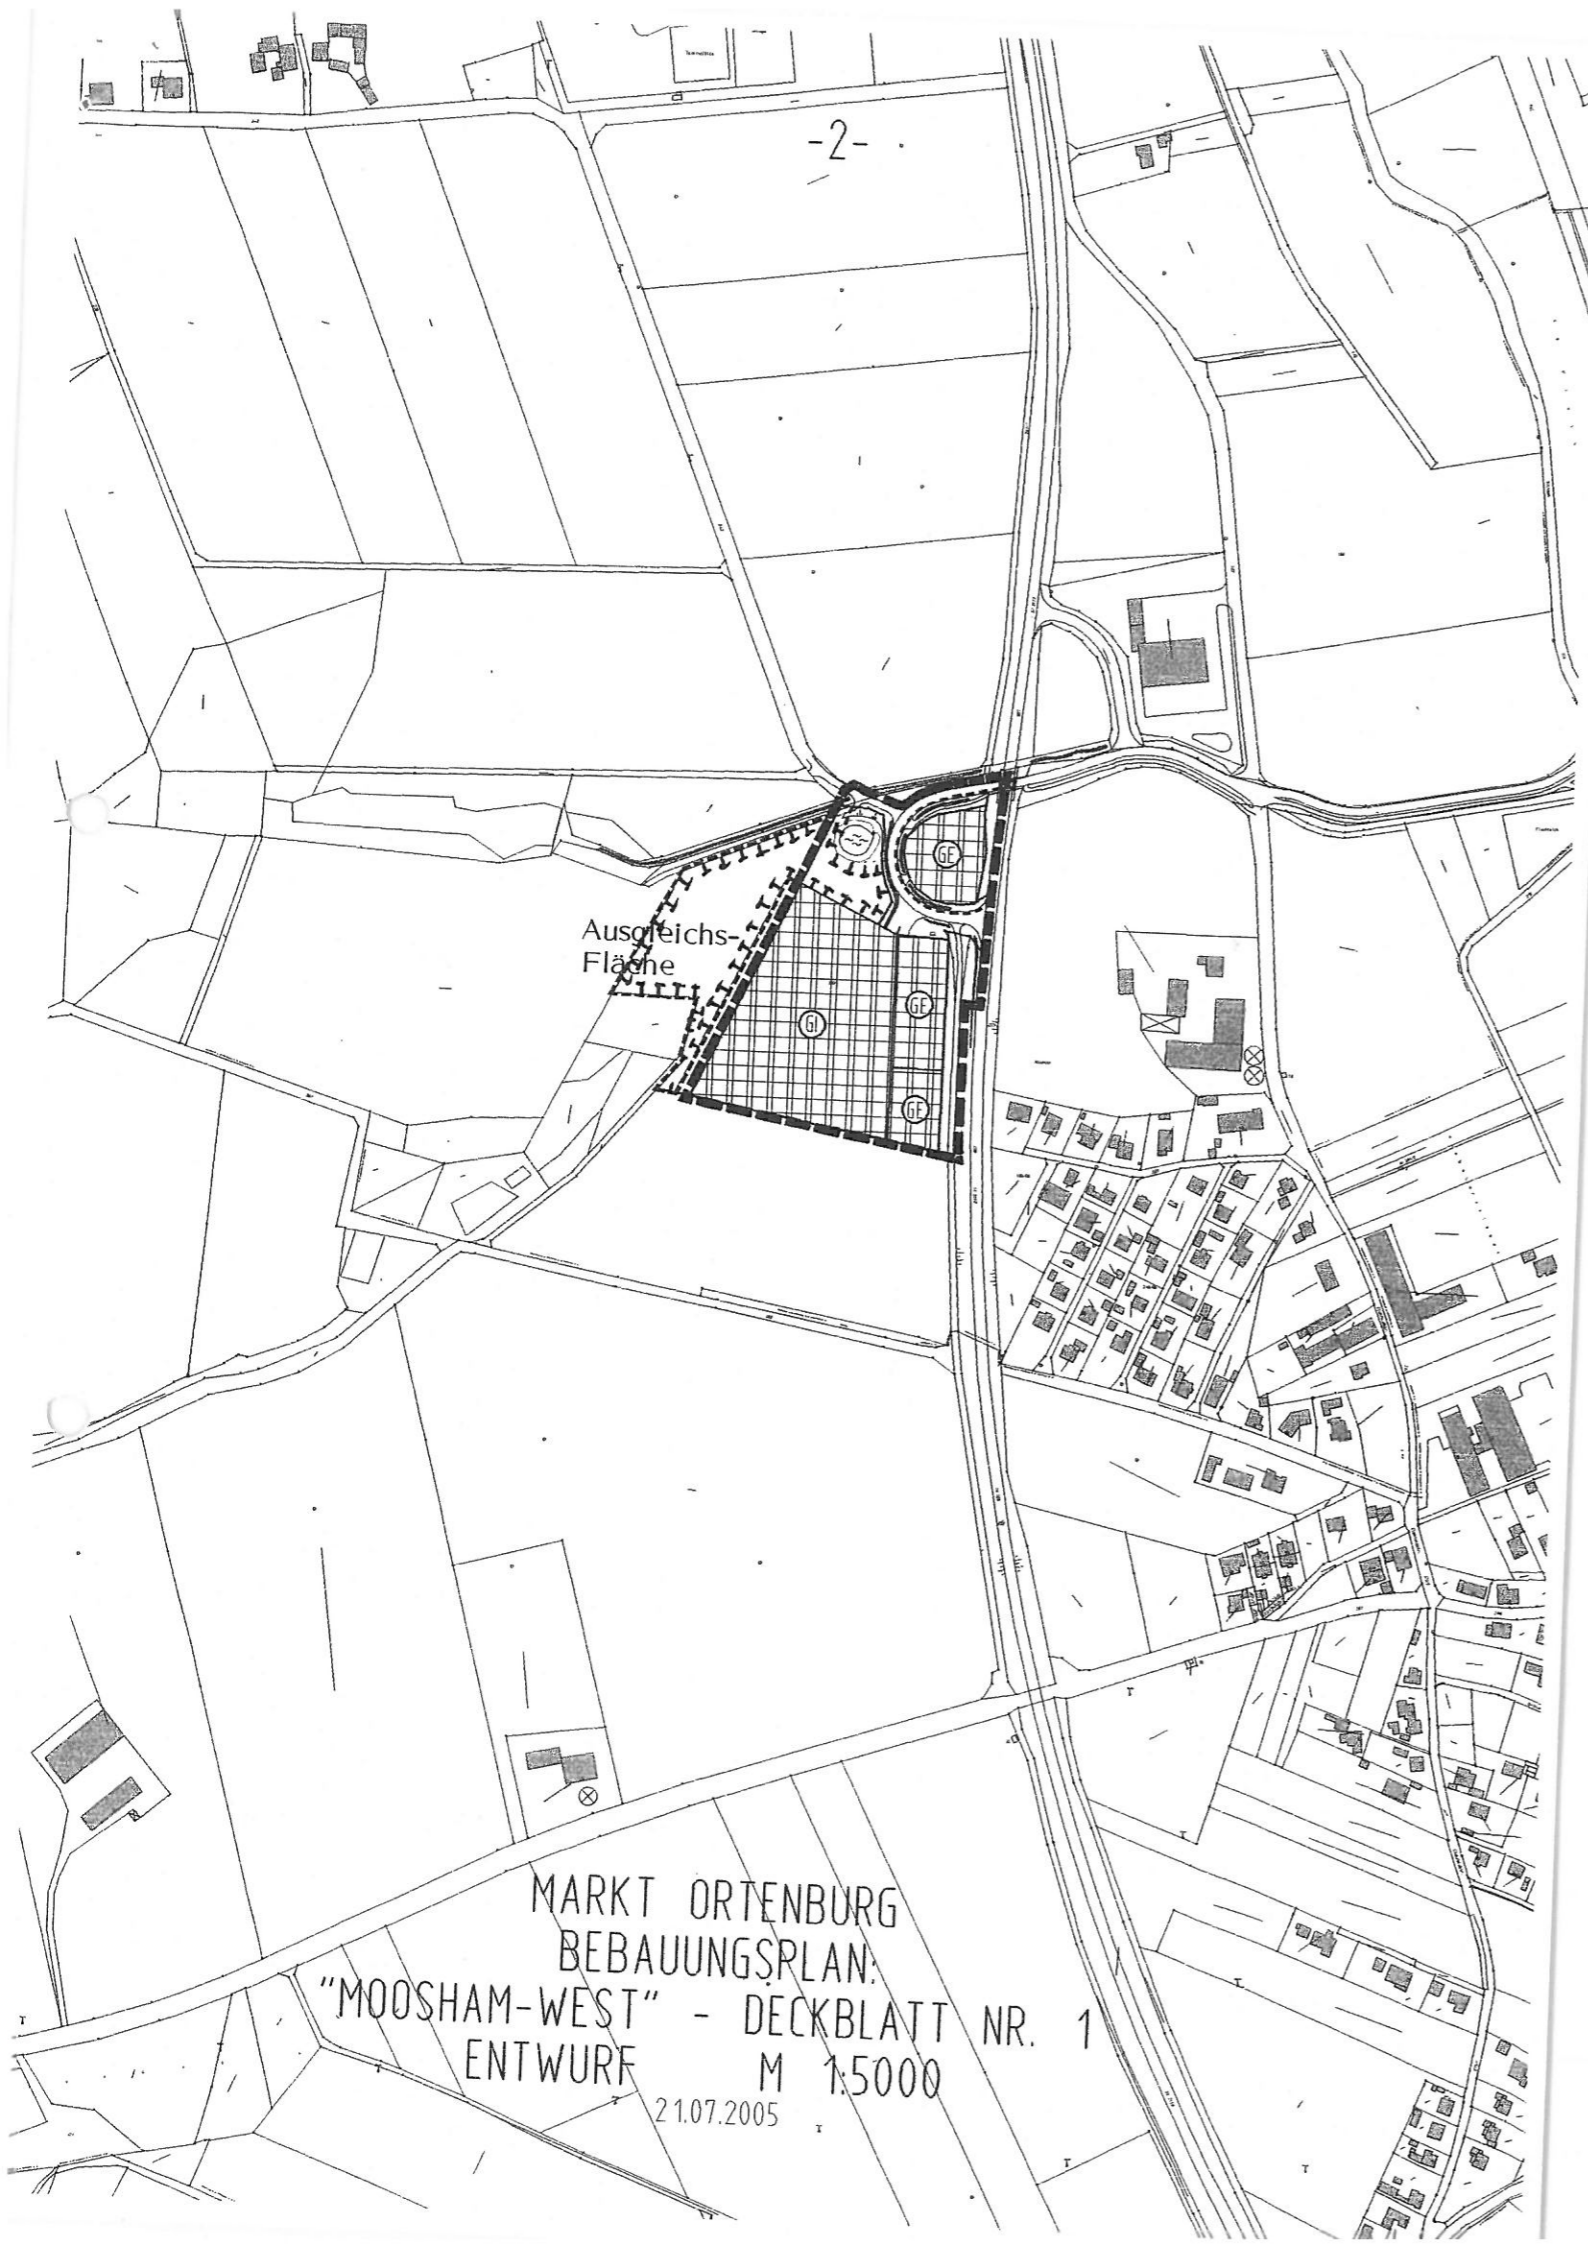 -2-
GE
Ausgleichs-
Fläche
GI
GE
GE
MARKT ORTENBURG
BEBAUUNGSPLAN:
"MOOSHAM-WEST" - DECKBLATT NR. 1
ENTWURF M 1:5000
21.07.2005